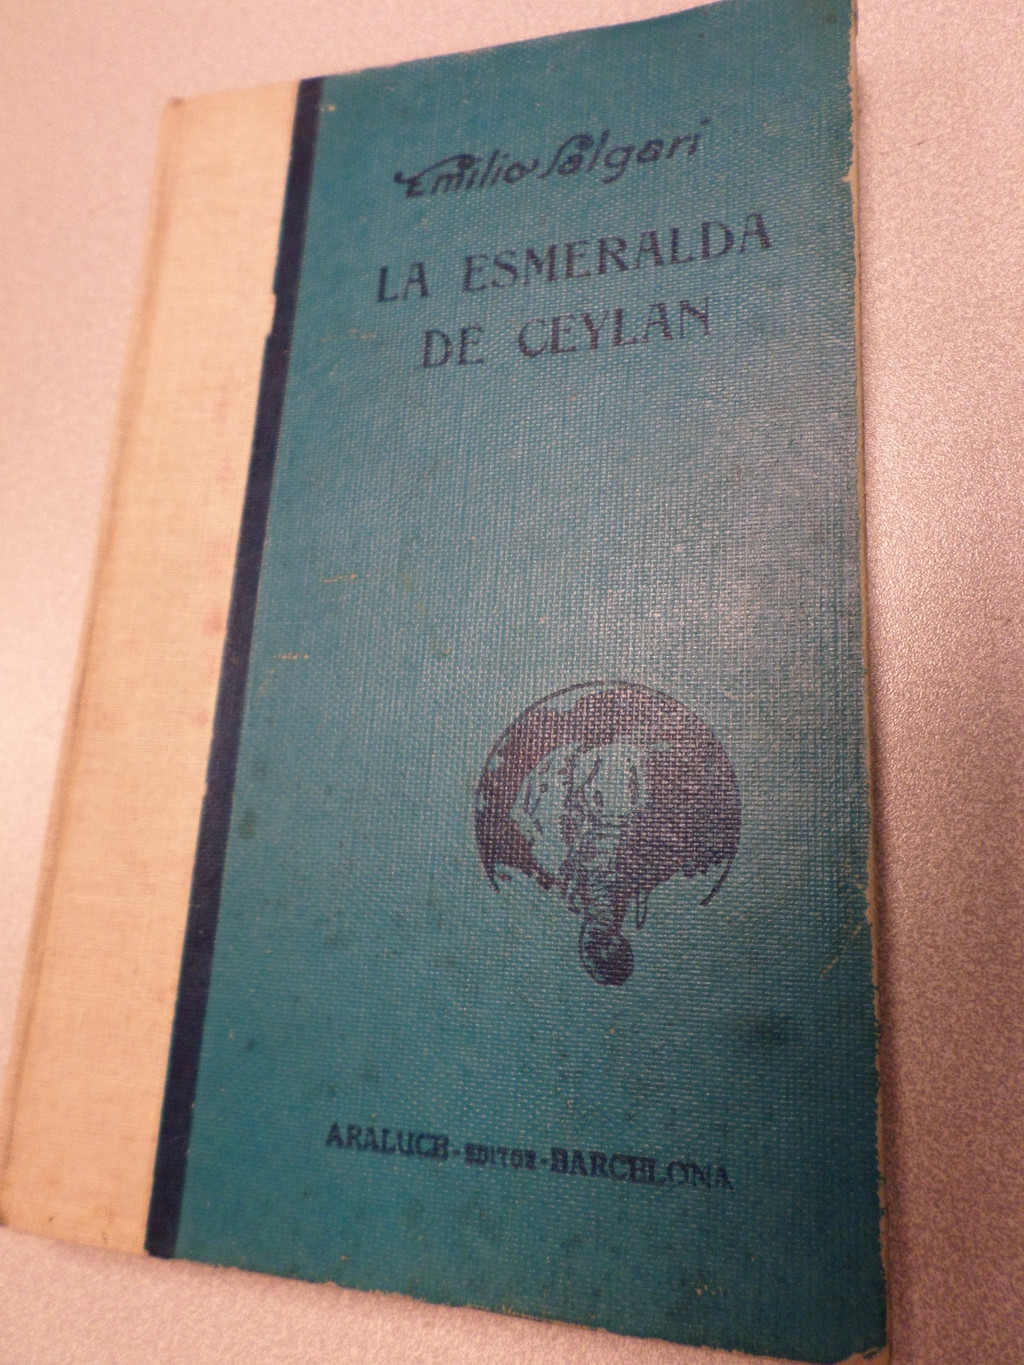 Emilio Salgari
LA ESMERALDA
DE CEYLAN
ARALUCE-EDITOR-BARCELONA